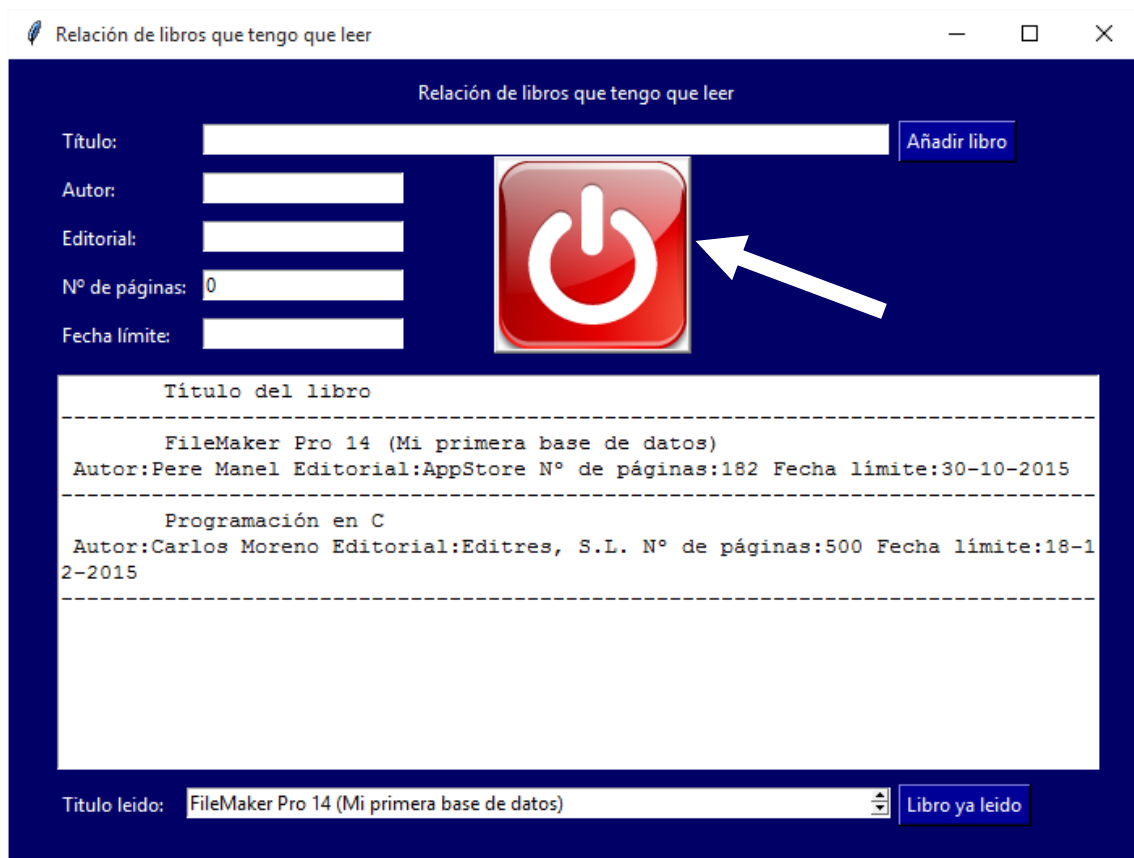 Relación de libros que tengo que leer
Relación de libros que tengo que leer
Título:
Añadir libro
Autor:
Editorial:
Nº de páginas: 0
Fecha límite:
Título del libro
--------------------------------------------------------------------------------
FileMaker Pro 14 (Mi primera base de datos)
Autor:Pere Manel Editorial:AppStore Nº de páginas:182 Fecha límite:30-10-2015
--------------------------------------------------------------------------------
Programación en C
Autor:Carlos Moreno Editorial:Editres, S.L. Nº de páginas:500 Fecha límite:18-1
2-2015
--------------------------------------------------------------------------------
Titulo leido: FileMaker Pro 14 (Mi primera base de datos) Libro ya leido